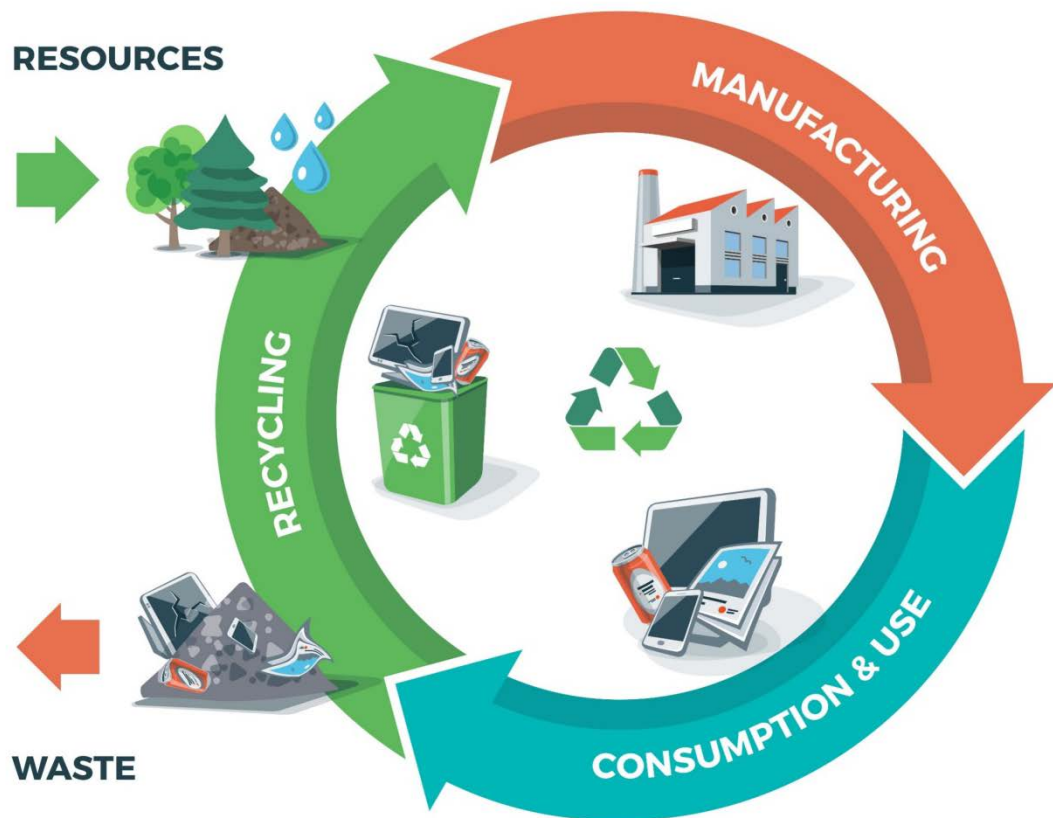 RESOURCES
MANUFACTURING
RECYCLING
CONSUMPTION & USE
WASTE